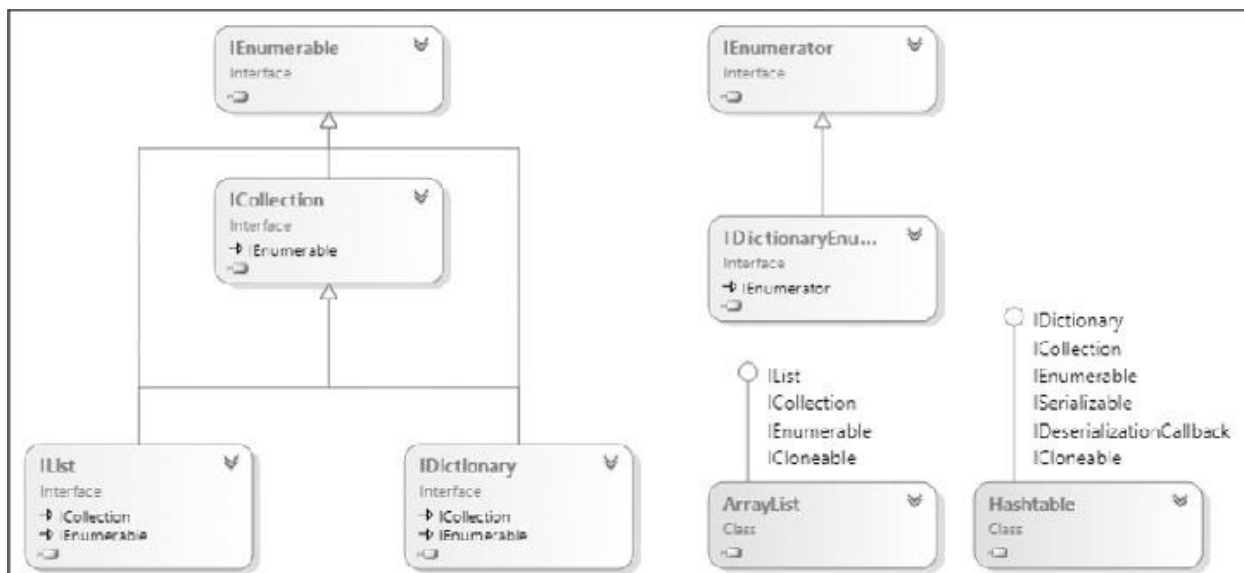 IEnumerable
Interface
IEnumerator
Interface
ICollection
Interface
IEnumerable
IDictionaryEnu...
Interface
IEnumerator
IList
Interface
ICollection
IEnumerable
IDictionary
Interface
ICollection
IEnumerable
IList
ICollection
IEnumerable
ICloneable
ArrayList
Class
IDictionary
ICollection
IEnumerable
ISerializable
IDeserializationCallback
ICloneable
Hashtable
Class